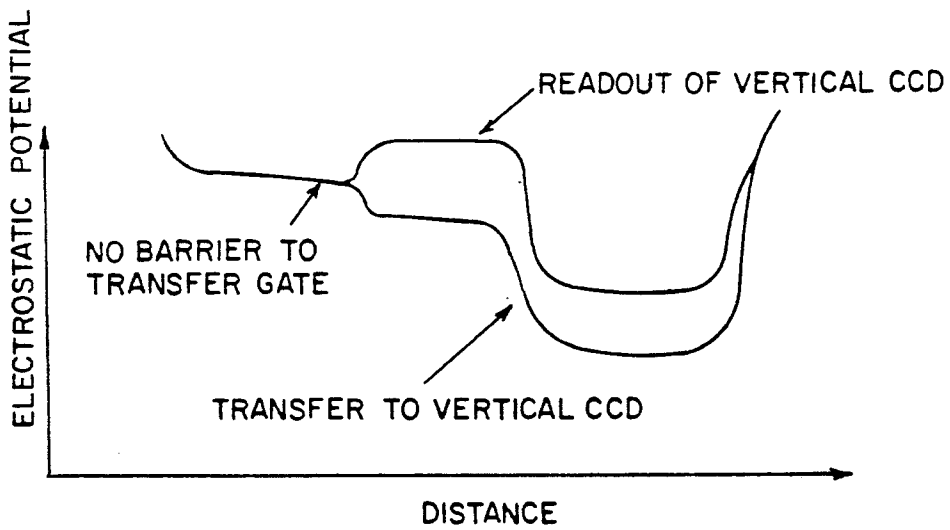 ELECTROSTATIC POTENTIAL
READOUT OF VERTICAL CCD
NO BARRIER TO
TRANSFER GATE
TRANSFER TO VERTICAL CCD
DISTANCE